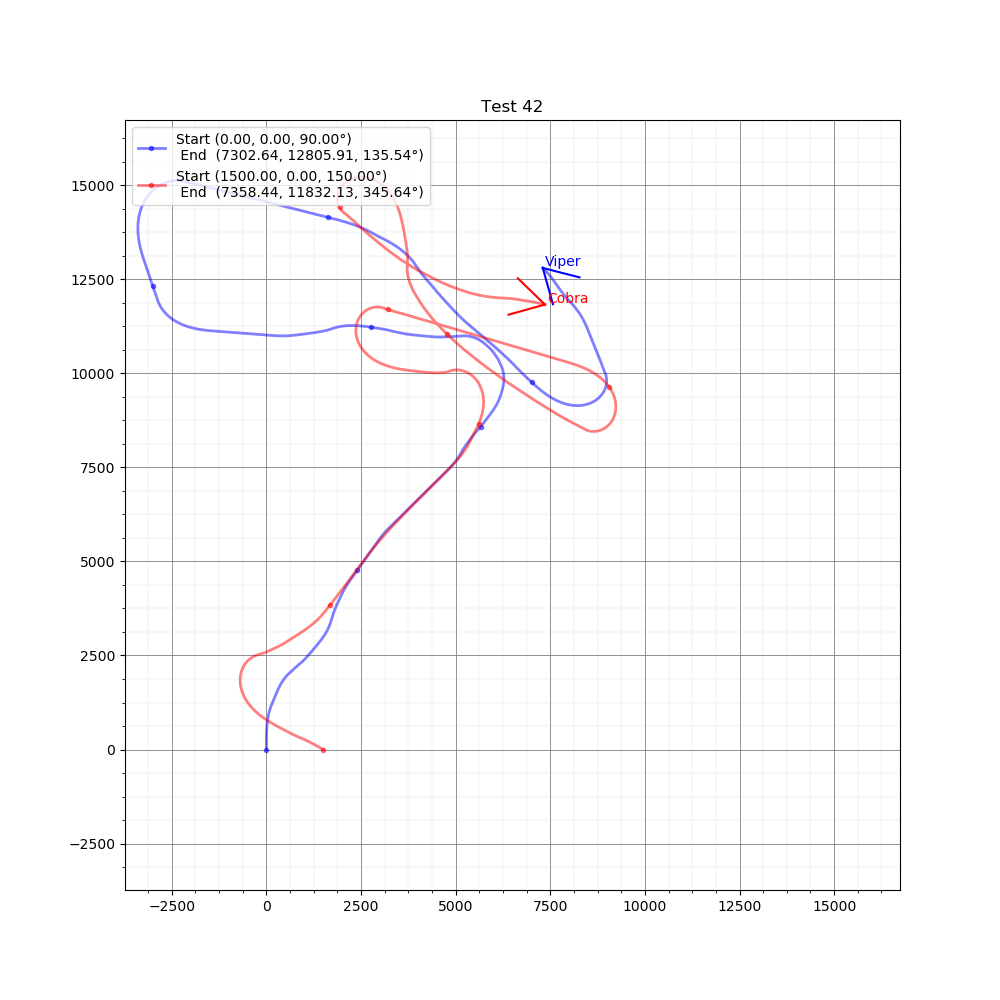 Test 42
Start (0.00, 0.00, 90.00°)
End  (7302.64, 12805.91, 135.54°)
Start (1500.00, 0.00, 150.00°)
End  (7358.44, 11832.13, 345.64°)
15000
12500
10000
7500
5000
2500
0
−2500
Viper
Cobra
−2500 0 2500 5000 7500 10000 12500 15000